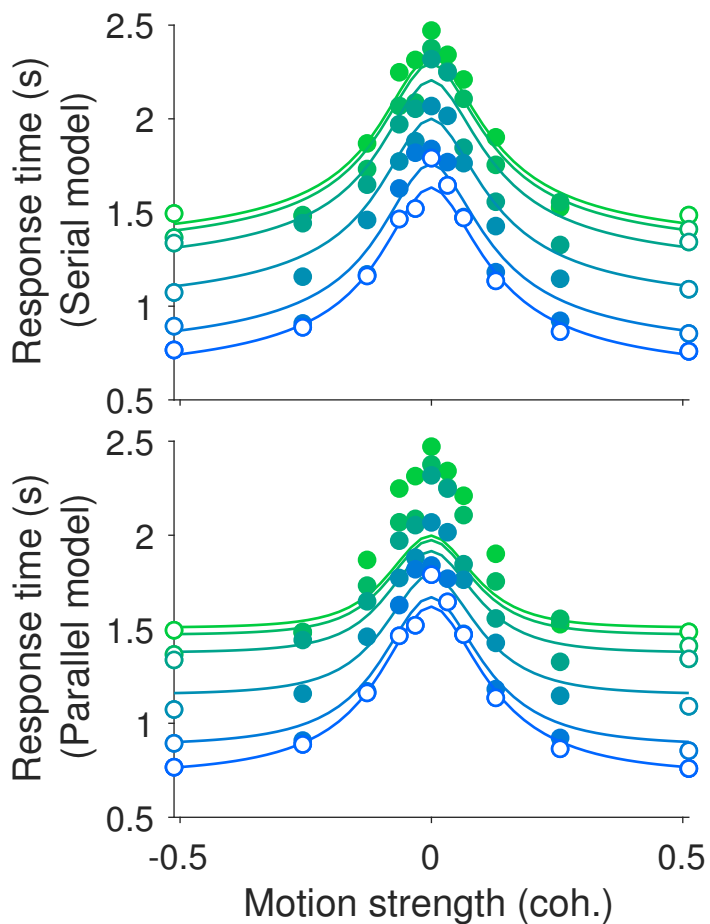 Response time (s)
(Serial model)
2.5
2
1.5
1
0.5
-0.5
0
0.5
Response time (s)
(Parallel model)
2.5
2
1.5
1
0.5
Motion strength (coh.)